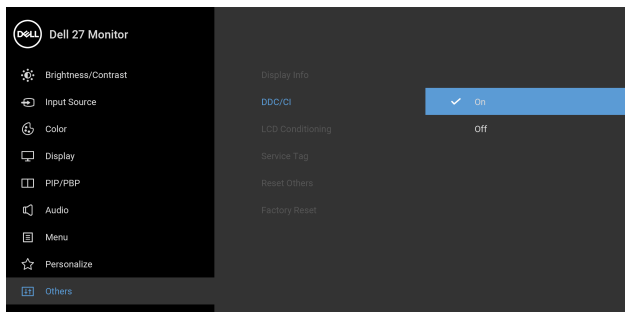 DELL
Dell 27 Monitor
Brightness/Contrast
Input Source
Color
Display
PIP/PBP
Audio
Menu
Personalize
Others
Display Info
DDC/CI
LCD Conditioning
Service Tag
Reset Others
Factory Reset
On
Off